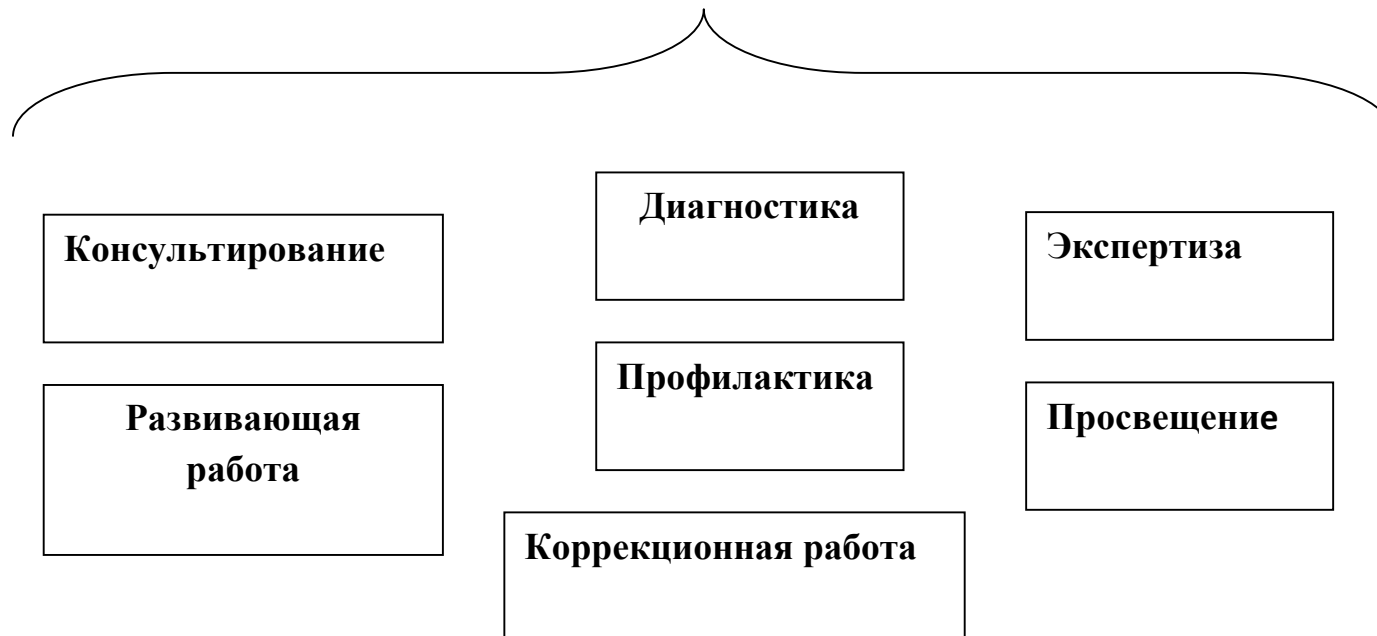 Диагностика
Консультирование
Экспертиза
Профилактика
Развивающая
работа
Просвещение
Коррекционная работа